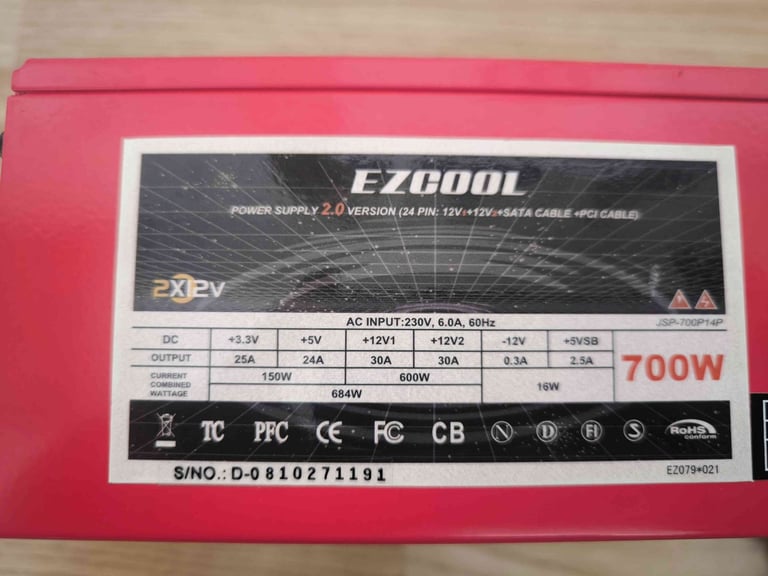 EZCOOL
POWER SUPPLY 2.0 VERSION (24 PIN: 12V1+12V2+SATA CABLE +PCI CABLE)
2X12V
JSP-700P14P
AC INPUT:230V, 6.0A, 60Hz
DC +3.3V +5V +12V1 +12V2 -12V +5VSB
OUTPUT 25A 24A 30A 30A 0.3A 2.5A
700W
CURRENT COMBINED WATTAGE 150W 600W 16W
684W
TC PFC CE FC CB N D FI S RoHS conform
S/NO.: D-0810271191
EZ079*021